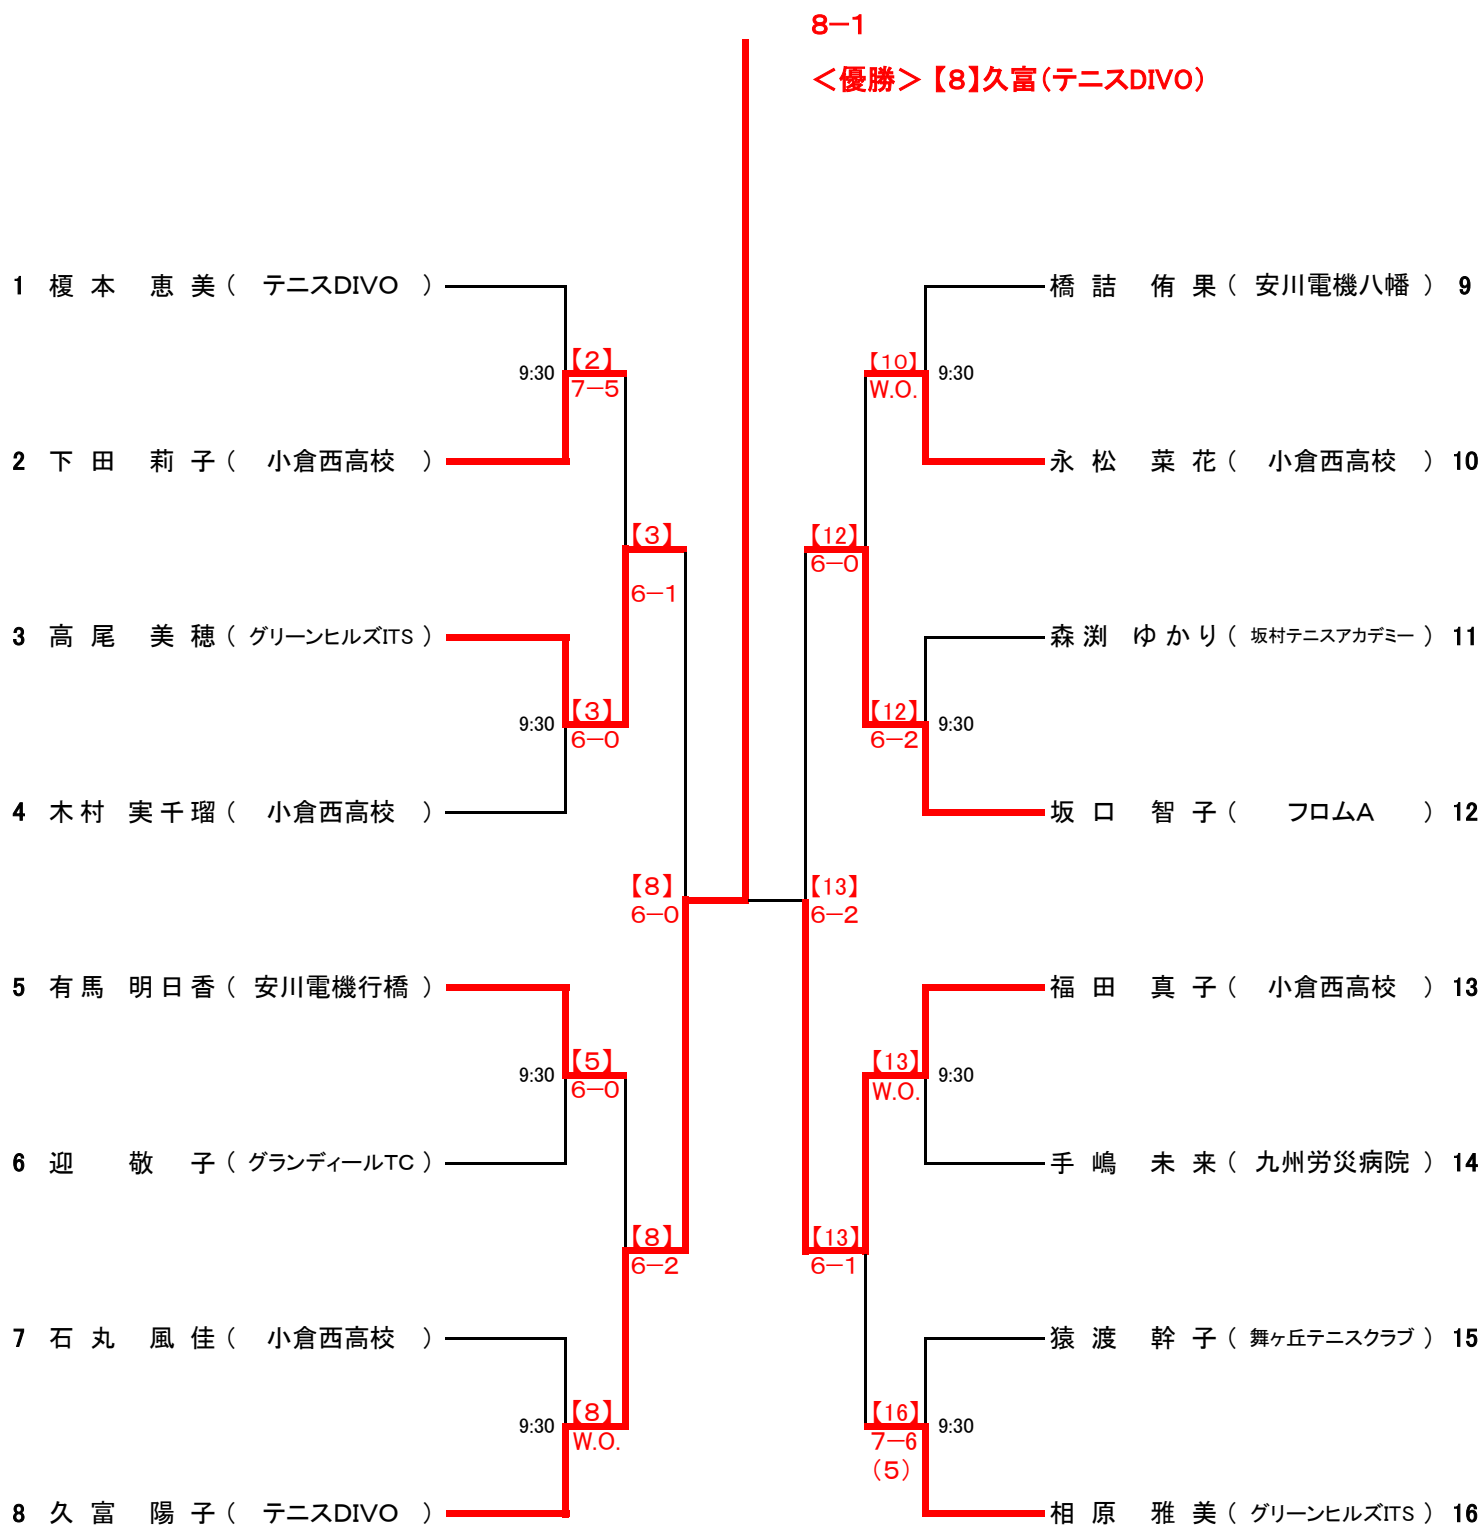 8－1
＜優勝＞【8】久富（テニスDIVO）
1 榎本 恵美（ テニスDIVO ）
橋詰 侑果（ 安川電機八幡 ） 9
【2】
9:30
7－5
【10】
9:30
W.O.
2 下田 莉子（ 小倉西高校 ）
永松 菜花（ 小倉西高校 ） 10
【3】
6－1
【12】
6－0
3 高尾 美穂（ グリーンヒルズITS ）
森渕 ゆかり（ 坂村テニスアカデミー ） 11
【3】
9:30
6－0
【12】
9:30
6－2
4 木村 実千瑠（ 小倉西高校 ）
坂口 智子（ フロムA ） 12
【8】
6－0
【13】
6－2
5 有馬 明日香（ 安川電機行橋 ）
福田 真子（ 小倉西高校 ） 13
【5】
9:30
6－0
【13】
9:30
W.O.
6 迎 敬子（ グランディールTC ）
手嶋 未来（ 九州労災病院 ） 14
【8】
6－2
【13】
6－1
7 石丸 風佳（ 小倉西高校 ）
猿渡 幹子（ 舞ヶ丘テニスクラブ ） 15
【8】
9:30
W.O.
【16】
9:30
7－6
（5）
8 久富 陽子（ テニスDIVO ）
相原 雅美（ グリーンヒルズITS ） 16